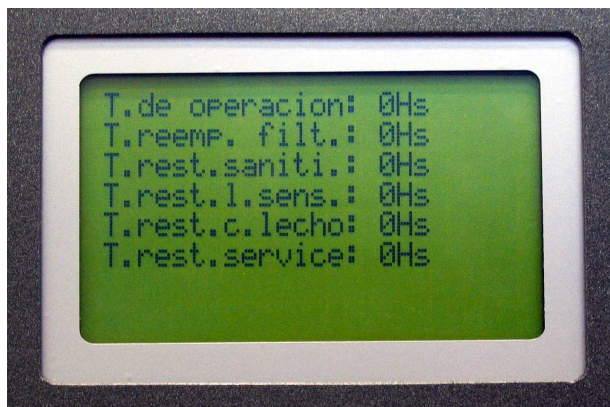 T.de operacion: 0Hs
T.reemp. filt.: 0Hs
T.rest.saniti.: 0Hs
T.rest.l.sens.: 0Hs
T.rest.c.lecho: 0Hs
T.rest.service: 0Hs